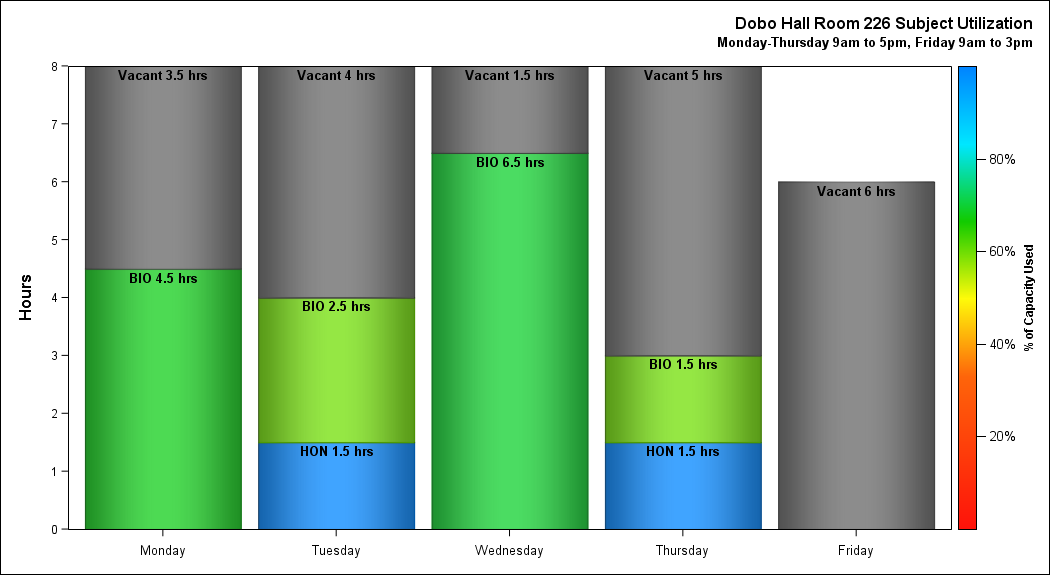 Dobo Hall Room 226 Subject Utilization
Monday-Thursday 9am to 5pm, Friday 9am to 3pm
Hours
8
7
6
5
4
3
2
1
0
Vacant 3.5 hrs
BIO 4.5 hrs
Vacant 4 hrs
BIO 2.5 hrs
HON 1.5 hrs
Vacant 1.5 hrs
BIO 6.5 hrs
Vacant 5 hrs
BIO 1.5 hrs
HON 1.5 hrs
Vacant 6 hrs
Monday
Tuesday
Wednesday
Thursday
Friday
80%
60%
40%
20%
% of Capacity Used